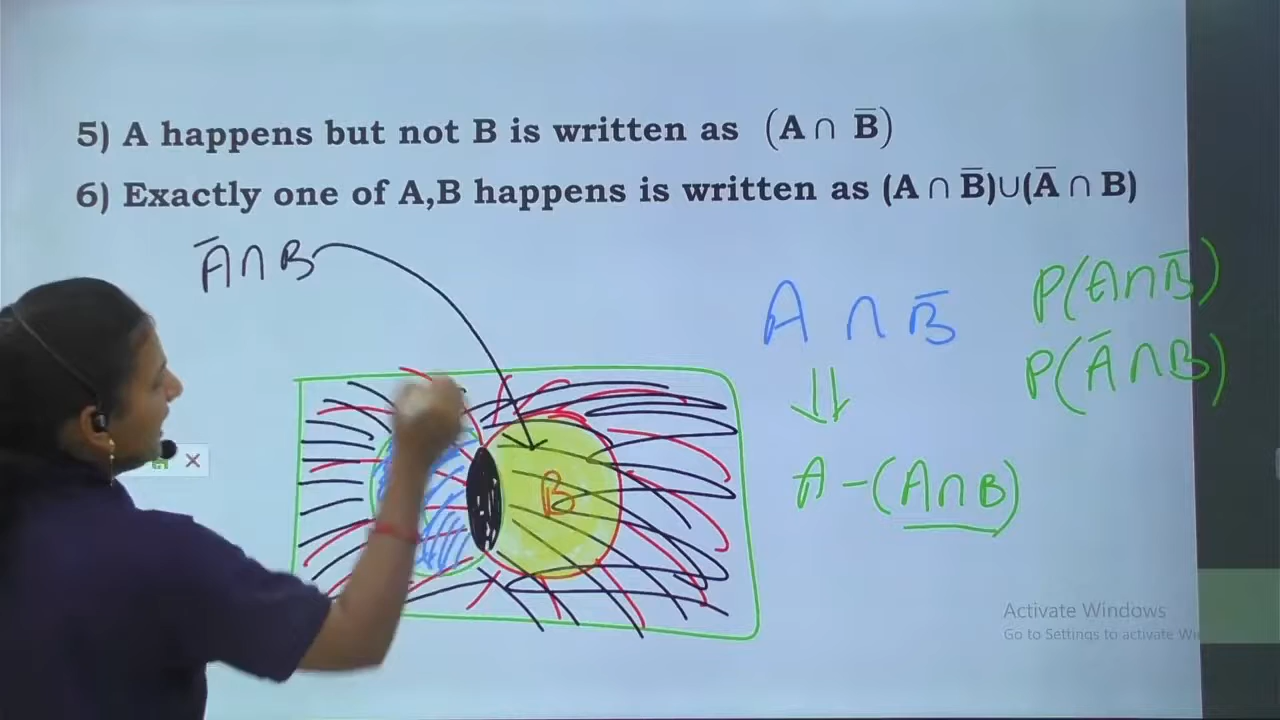 5) A happens but not B is written as (A ∩ B̅)
6) Exactly one of A,B happens is written as (A ∩ B̅)∪(A̅ ∩ B)
A̅ ∩ B
A ∩ B̅
P(A∩B̅)
P(A̅∩B)
⇓
A - (A∩B)
B
Activate Windows
Go to Settings to activate Wi